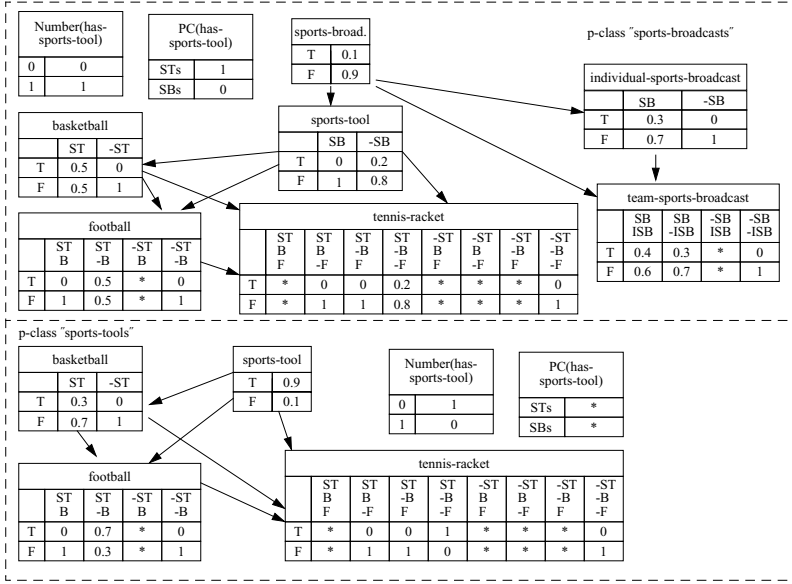 p-class ˝sports-broadcasts˝
Number(has-
sports-tool)
0 0
1 1
PC(has-
sports-tool)
STs 1
SBs 0
sports-broad.
T 0.1
F 0.9
individual-sports-broadcast
SB -SB
T 0.3 0
F 0.7 1
basketball
ST -ST
T 0.5 0
F 0.5 1
sports-tool
SB -SB
T 0 0.2
F 1 0.8
team-sports-broadcast
SB SB -SB -SB
ISB -ISB ISB -ISB
T 0.4 0.3 * 0
F 0.6 0.7 * 1
football
ST ST -ST -ST
B -B B -B
T 0 0.5 * 0
F 1 0.5 * 1
tennis-racket
ST ST ST ST -ST -ST -ST -ST
B B -B -B B B -B -B
F -F F -F F -F F -F
T * 0 0 0.2 * * * 0
F * 1 1 0.8 * * * 1
p-class ˝sports-tools˝
basketball
ST -ST
T 0.3 0
F 0.7 1
sports-tool
T 0.9
F 0.1
Number(has-
sports-tool)
0 1
1 0
PC(has-
sports-tool)
STs *
SBs *
football
ST ST -ST -ST
B -B B -B
T 0 0.7 * 0
F 1 0.3 * 1
tennis-racket
ST ST ST ST -ST -ST -ST -ST
B B -B -B B B -B -B
F -F F -F F -F F -F
T * 0 0 1 * * * 0
F * 1 1 0 * * * 1